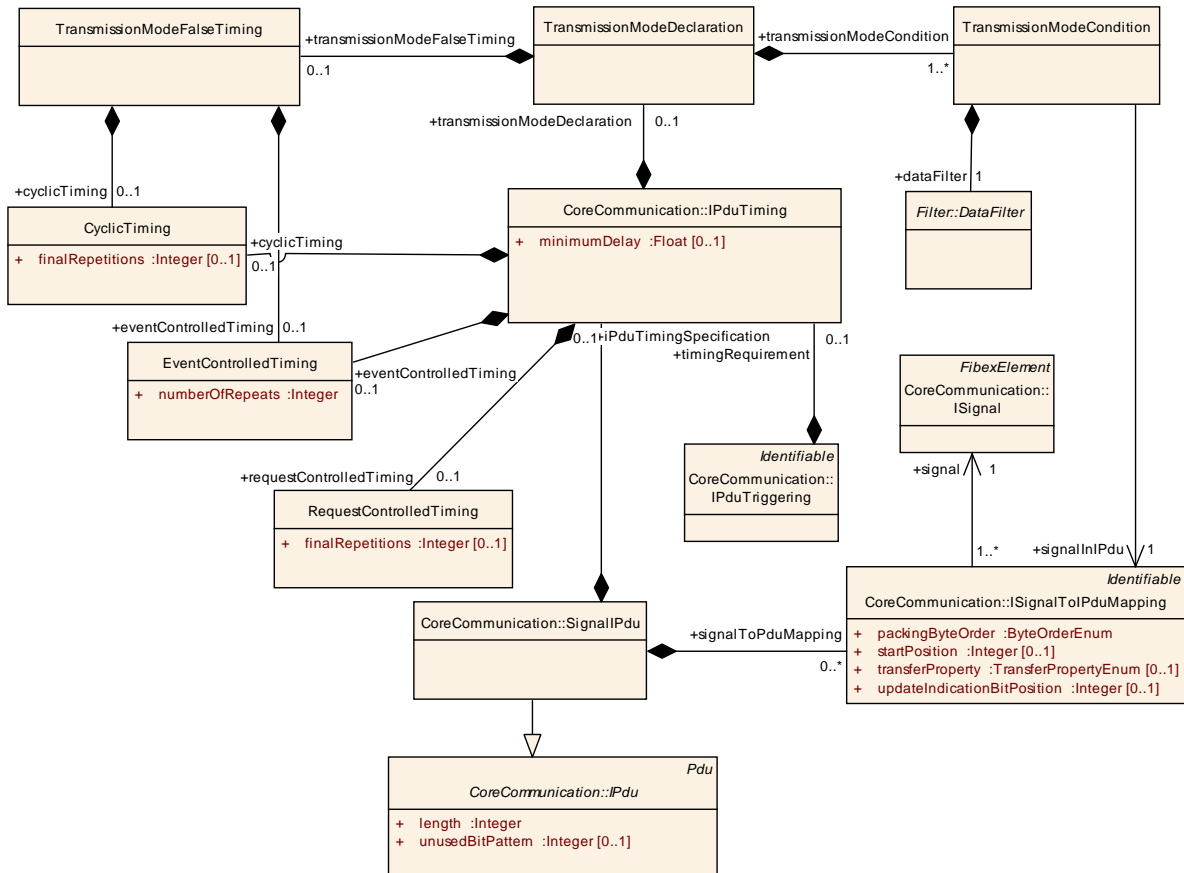 TransmissionModeFalseTiming
+transmissionModeFalseTiming
0..1
TransmissionModeDeclaration
+transmissionModeCondition
1..*
TransmissionModeCondition
+transmissionModeDeclaration
0..1
+cyclicTiming
0..1
+dataFilter
1
CyclicTiming
+ finalRepetitions :Integer [0..1]
+cyclicTiming
0..1
CoreCommunication::IPduTiming
+ minimumDelay :Float [0..1]
Filter::DataFilter
+eventControlledTiming
0..1
EventControlledTiming
+ numberOfRepeats :Integer
+eventControlledTiming
0..1
0..1
+iPduTimingSpecification
+timingRequirement
0..1
FibexElement
CoreCommunication::
ISignal
+signal
1
+requestControlledTiming
0..1
Identifiable
CoreCommunication::
IPduTriggering
RequestControlledTiming
+ finalRepetitions :Integer [0..1]
1..*
+signalInIPdu
1
Identifiable
CoreCommunication::ISignalToIPduMapping
+ packingByteOrder :ByteOrderEnum
+ startPosition :Integer [0..1]
+ transferProperty :TransferPropertyEnum [0..1]
+ updateIndicationBitPosition :Integer [0..1]
CoreCommunication::SignalIPdu
+signalToPduMapping
0..*
Pdu
CoreCommunication::IPdu
+ length :Integer
+ unusedBitPattern :Integer [0..1]